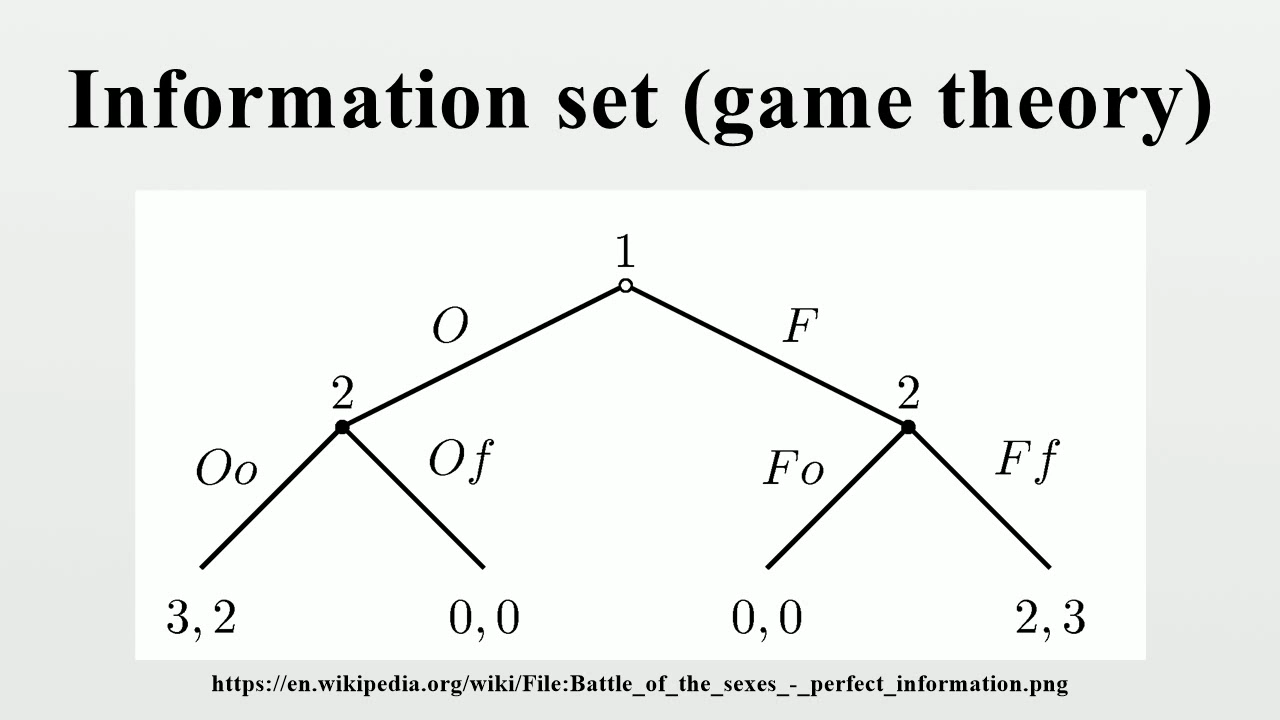 Information set (game theory)
1
O
F
2
2
Oo
Of
Fo
Ff
3, 2
0, 0
0, 0
2, 3
https://en.wikipedia.org/wiki/File:Battle_of_the_sexes_-_perfect_information.png